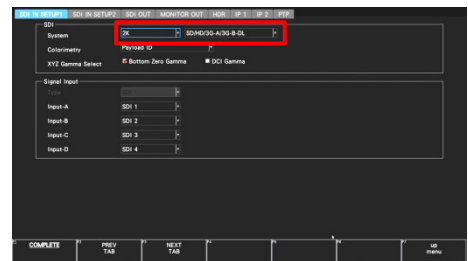 SDI IN SETUP1 SDI IN SETUP2 SDI OUT MONITOR OUT HDR IP 1 IP 2 PTP
SDI
System 2K SD/HD/3G-A/3G-B-DL
Colorimetry Payload ID
XYZ Gamma Select Bottom Zero Gamma DCI Gamma
Signal Input
Type
Input-A SDI 1
Input-B SDI 2
Input-C SDI 3
Input-D SDI 4
COMPLETE PREV TAB NEXT TAB up menu